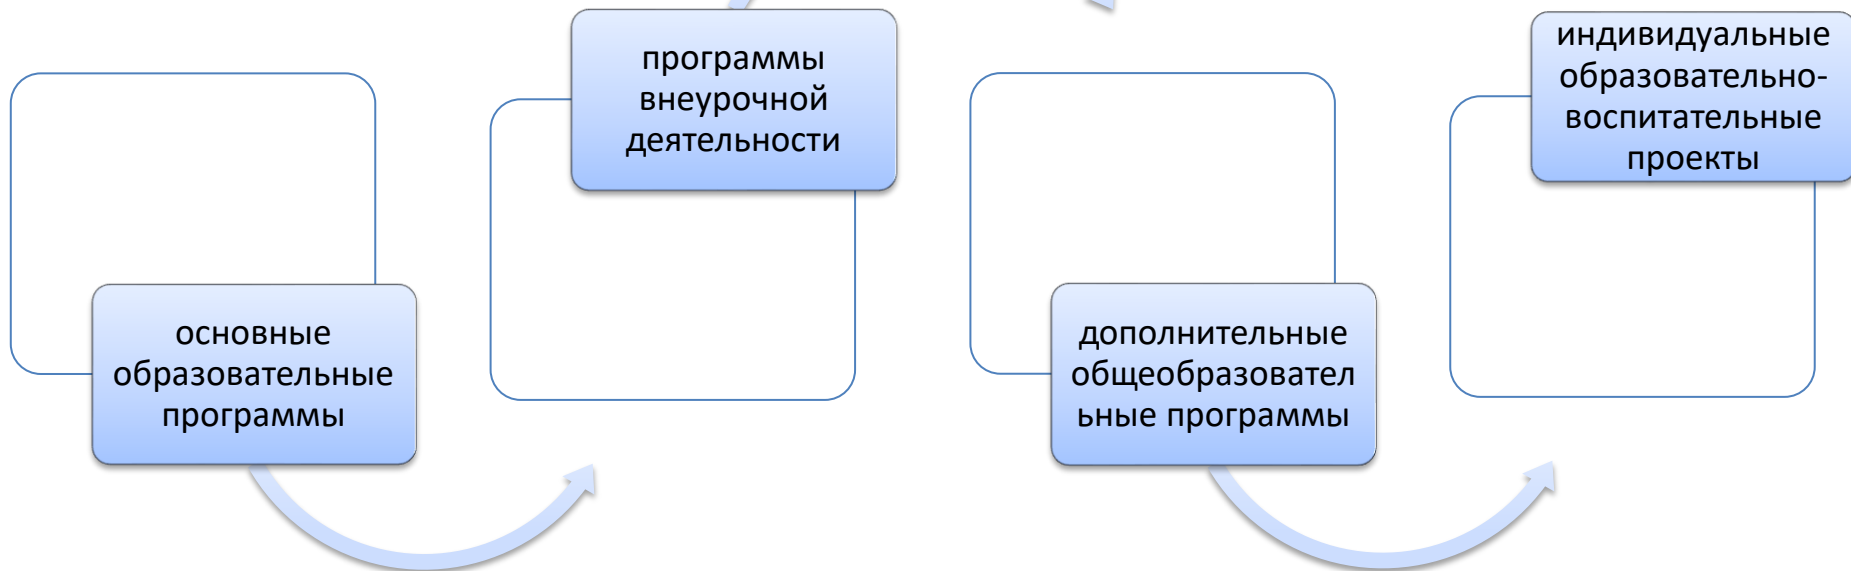 основные
образовательные
программы
программы
внеурочной
деятельности
дополнительные
общеобразовател
ьные программы
индивидуальные
образовательно-
воспитательные
проекты